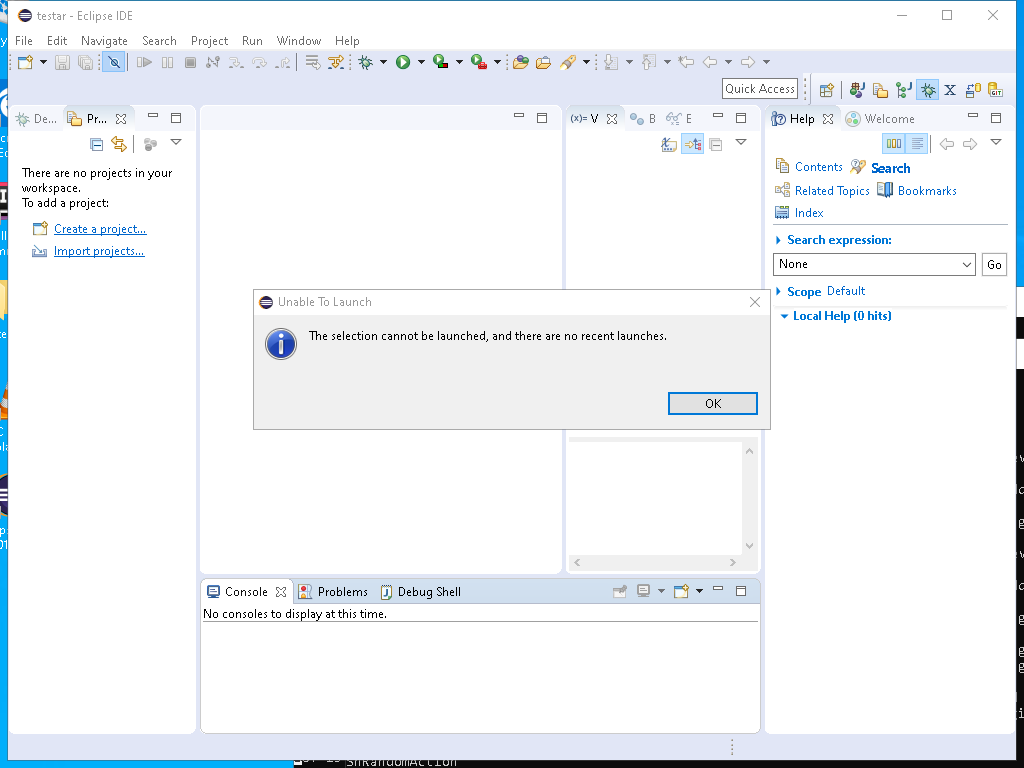 testar - Eclipse IDE
File Edit Navigate Search Project Run Window Help
Quick Access
De... Pr...
There are no projects in your
workspace.
To add a project:
Create a project...
Import projects...
(x)= V B E
Help Welcome
Contents Search
Related Topics Bookmarks
Index
Search expression:
None Go
Scope Default
Local Help (0 hits)
Unable To Launch
The selection cannot be launched, and there are no recent launches.
OK
Console Problems Debug Shell
No consoles to display at this time.